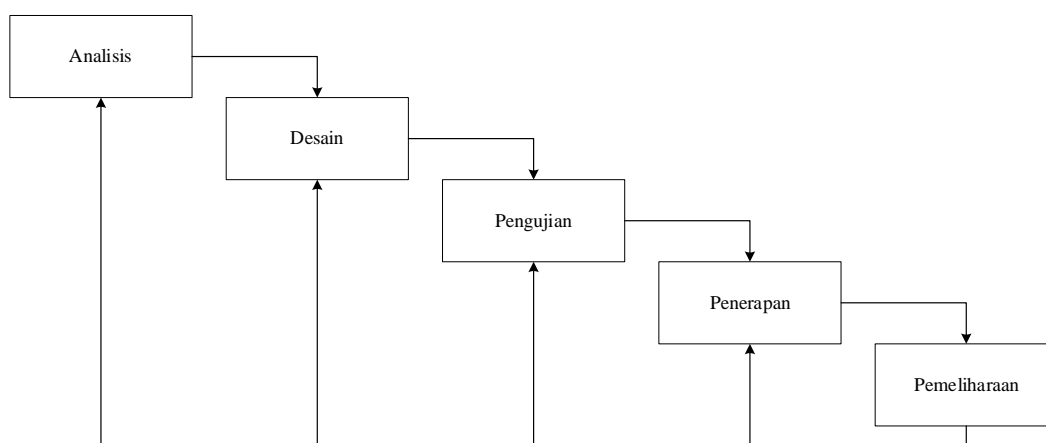 Analisis
Desain
Pengujian
Penerapan
Pemeliharaan